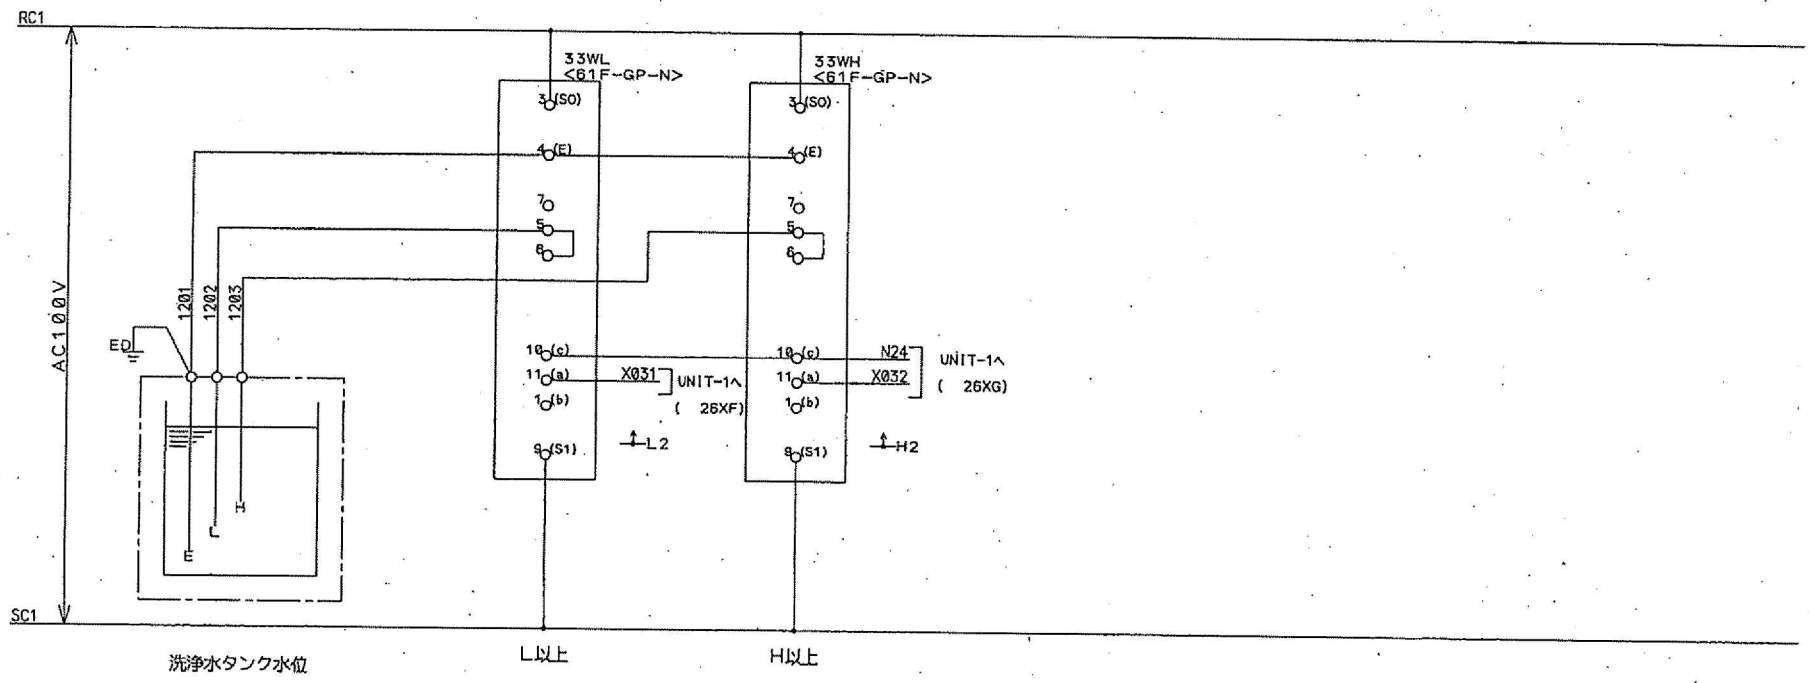 RC1
33WL
<61F-GP-N>
33WH
<61F-GP-N>
3(S0)
3(S0)
4(E)
4(E)
7
7
5
5
6
6
AC100V
1201
1202
1203
ED
10(c)
10(c)
N24
11(a)
X031
11(a)
X032
UNIT-1へ
( 26XF)
UNIT-1へ
( 26XG)
1(b)
1(b)
L2
H2
9(S1)
8(S1)
H
L
E
SC1
洗浄水タンク水位
L以上
H以上